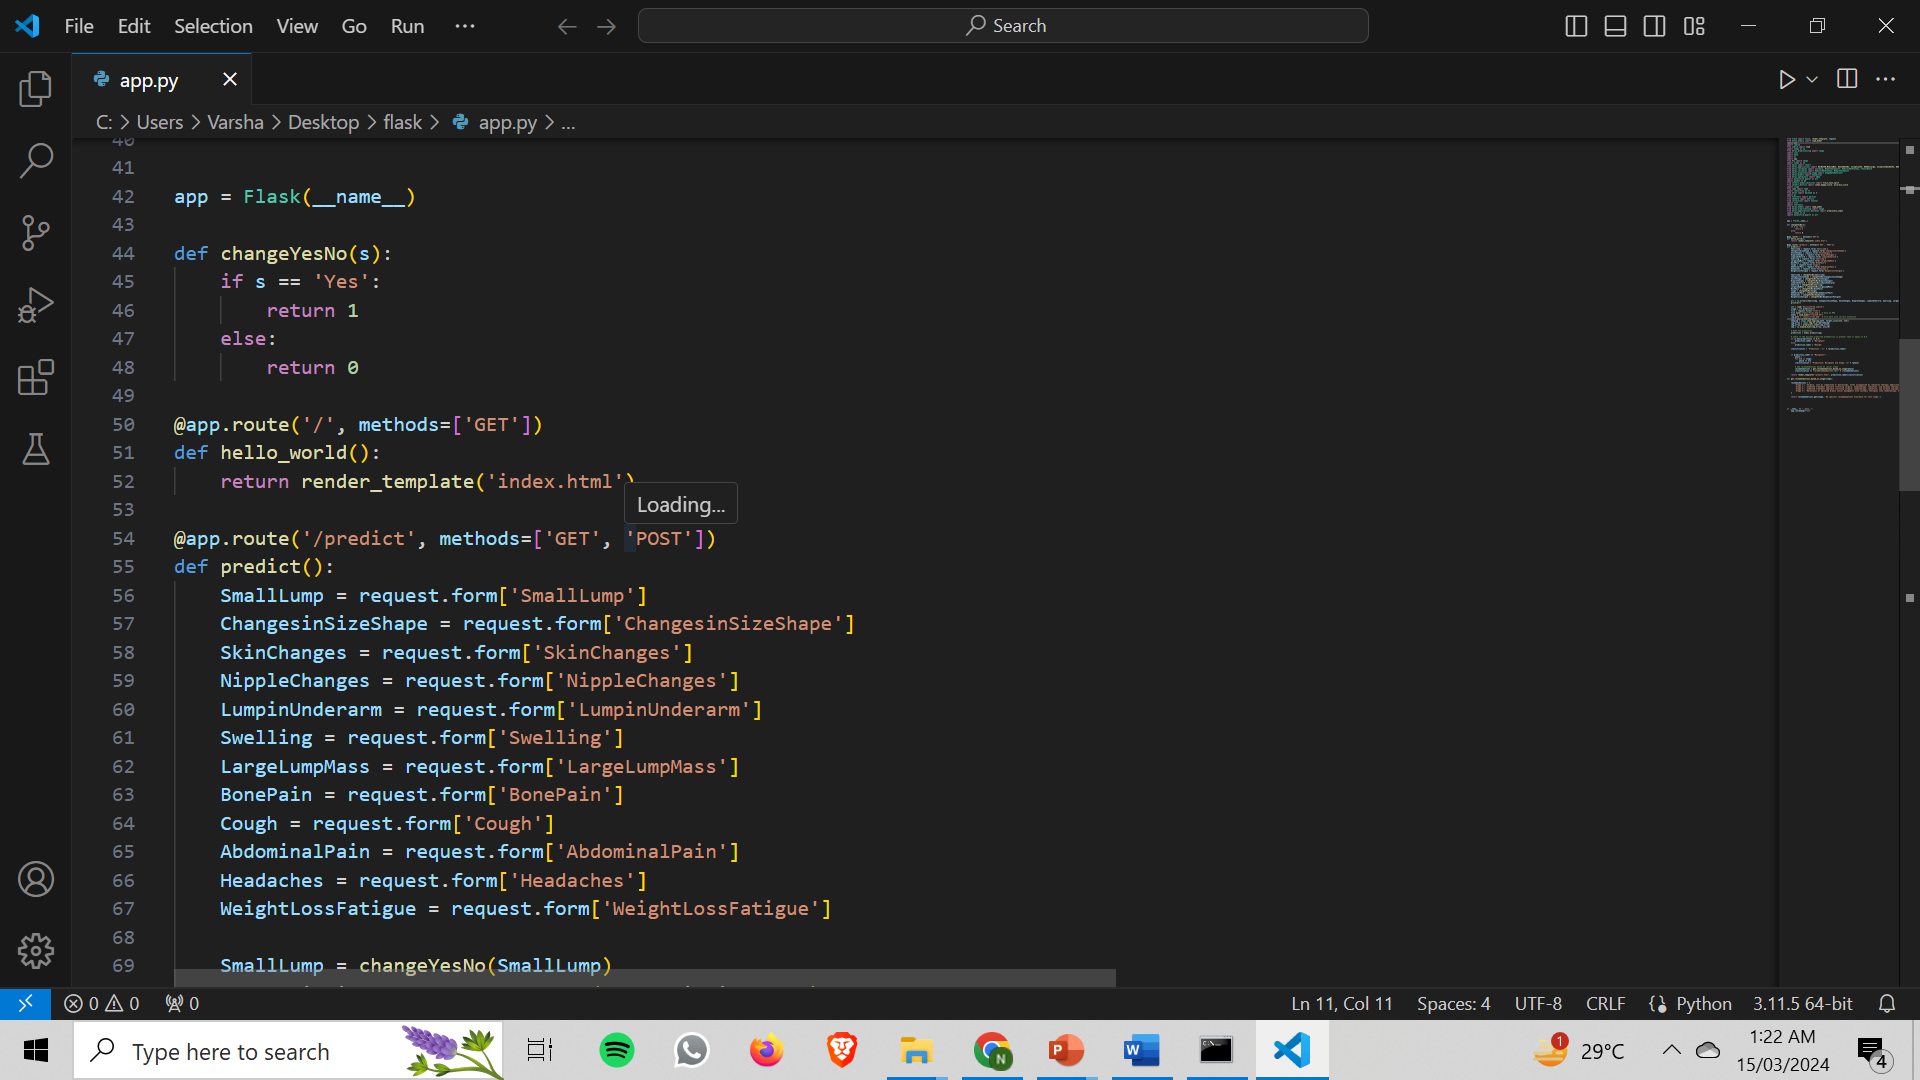 File Edit Selection View Go Run ··· Search
app.py
C: > Users > Varsha > Desktop > flask > app.py > ...
40
41
42 app = Flask(__name__)
43
44 def changeYesNo(s):
45 if s == 'Yes':
46 return 1
47 else:
48 return 0
49
50 @app.route('/', methods=['GET'])
51 def hello_world():
52 return render_template('index.html')
53
Loading...
54 @app.route('/predict', methods=['GET', 'POST'])
55 def predict():
56 SmallLump = request.form['SmallLump']
57 ChangesinSizeShape = request.form['ChangesinSizeShape']
58 SkinChanges = request.form['SkinChanges']
59 NippleChanges = request.form['NippleChanges']
60 LumpinUnderarm = request.form['LumpinUnderarm']
61 Swelling = request.form['Swelling']
62 LargeLumpMass = request.form['LargeLumpMass']
63 BonePain = request.form['BonePain']
64 Cough = request.form['Cough']
65 AbdominalPain = request.form['AbdominalPain']
66 Headaches = request.form['Headaches']
67 WeightLossFatigue = request.form['WeightLossFatigue']
68
69 SmallLump = changeYesNo(SmallLump)
0 0 0 Ln 11, Col 11 Spaces: 4 UTF-8 CRLF {} Python 3.11.5 64-bit
Type here to search 1 29°C 1:22 AM
15/03/2024 4